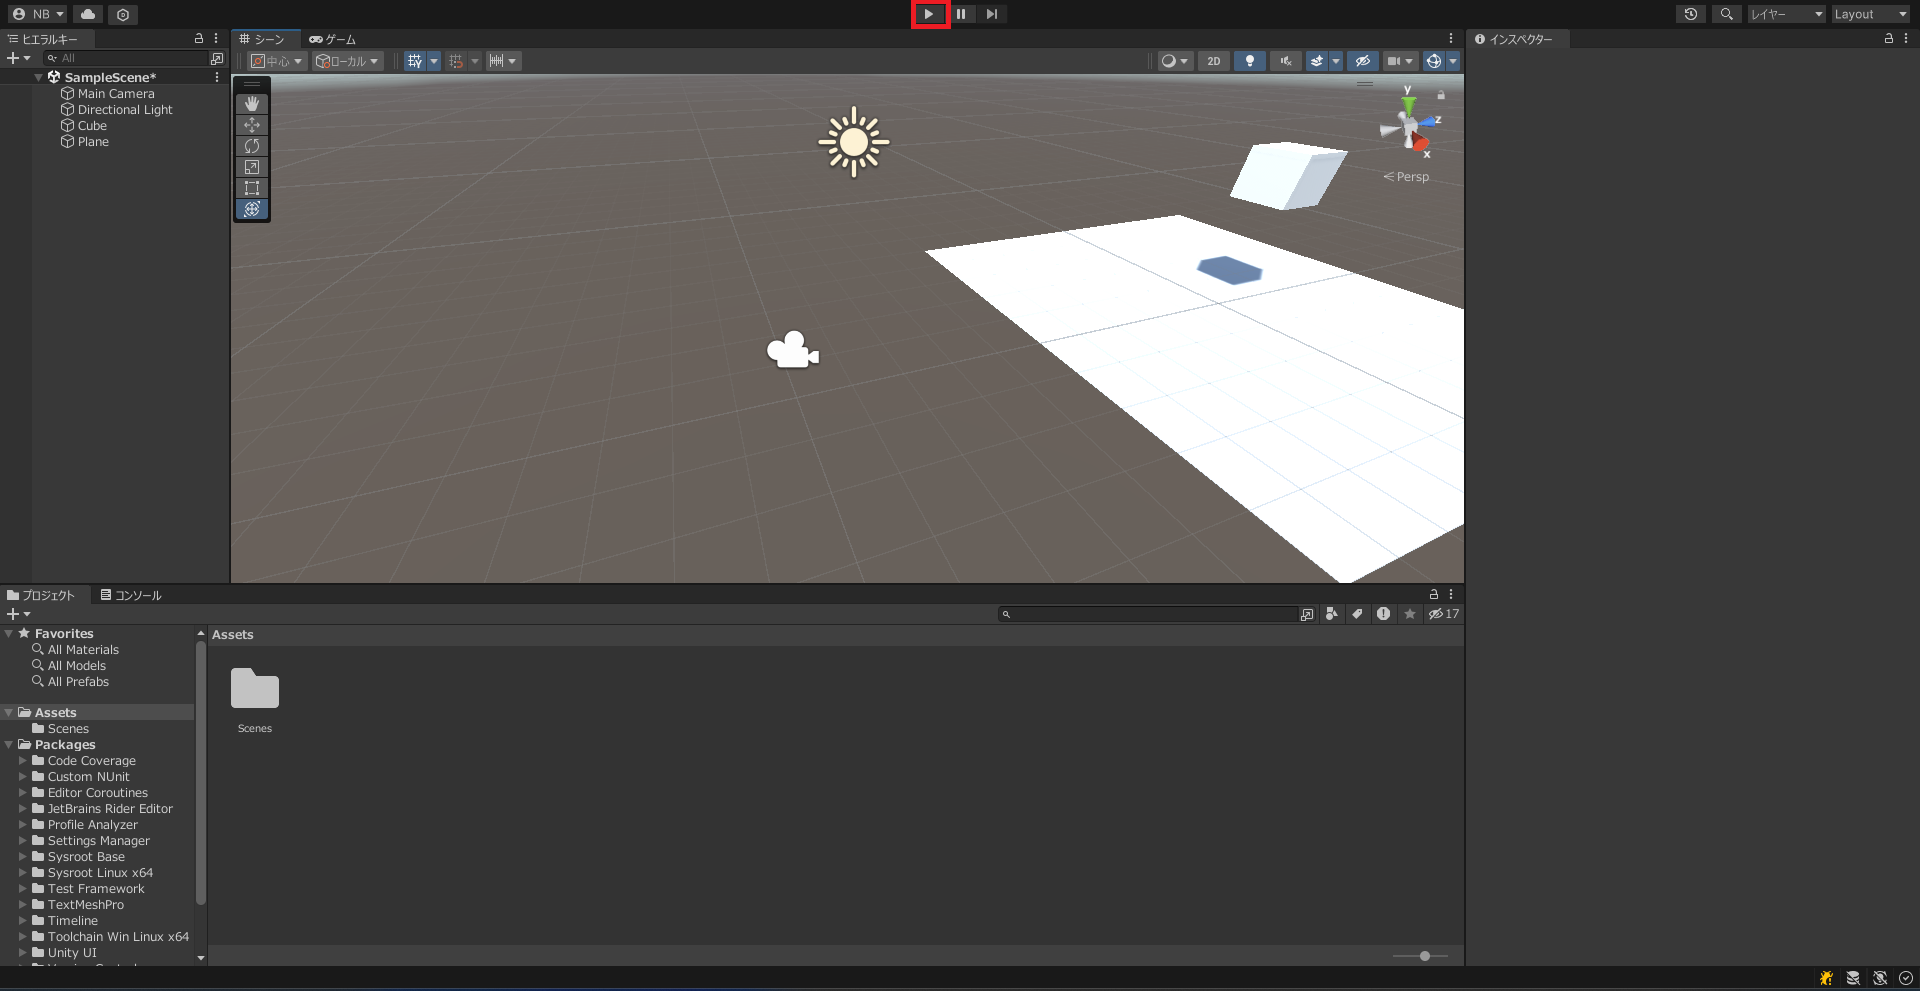 NB
レイヤー
Layout
ヒエラルキー
シーン
ゲーム
インスペクター
All
中心
ローカル
2D
SampleScene*
Main Camera
Directional Light
Cube
Plane
y
z
x
Persp
プロジェクト
コンソール
17
Favorites
All Materials
All Models
All Prefabs
Assets
Scenes
Packages
Code Coverage
Custom NUnit
Editor Coroutines
JetBrains Rider Editor
Profile Analyzer
Settings Manager
Sysroot Base
Sysroot Linux x64
Test Framework
TextMeshPro
Timeline
Toolchain Win Linux x64
Unity UI
Assets
Scenes